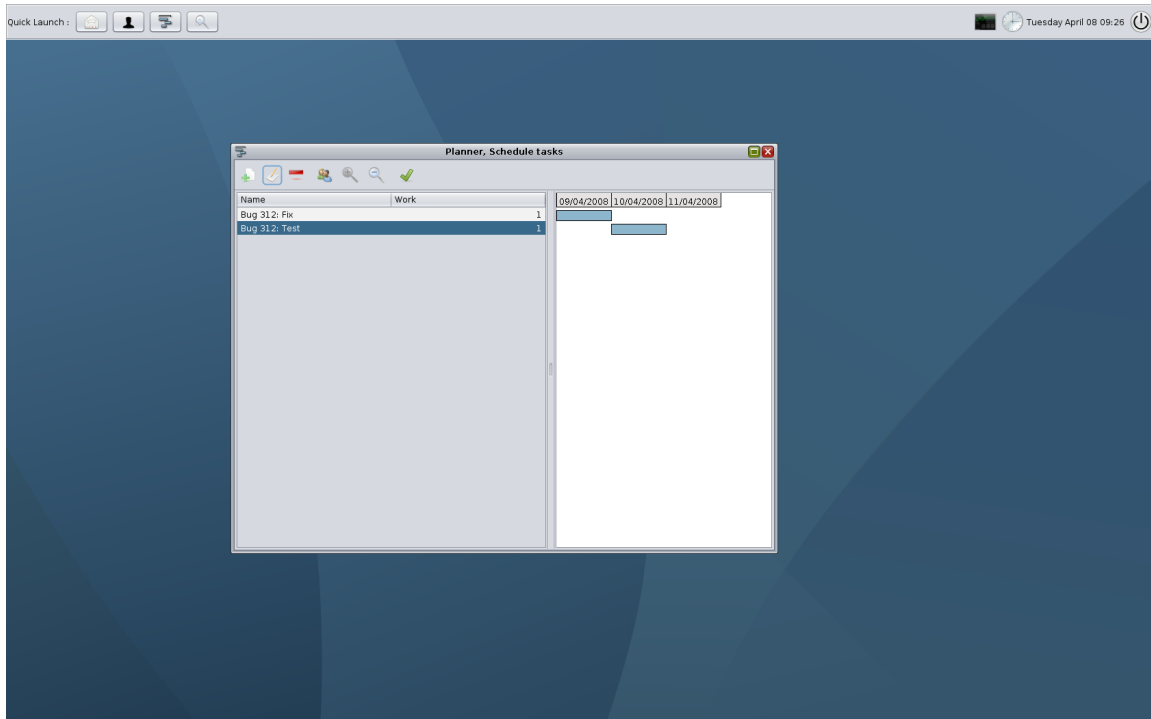 Quick Launch :
Tuesday April 08 09:26
Planner, Schedule tasks
Name Work
09/04/2008 10/04/2008 11/04/2008
Bug 312: Fix 1
Bug 312: Test 1